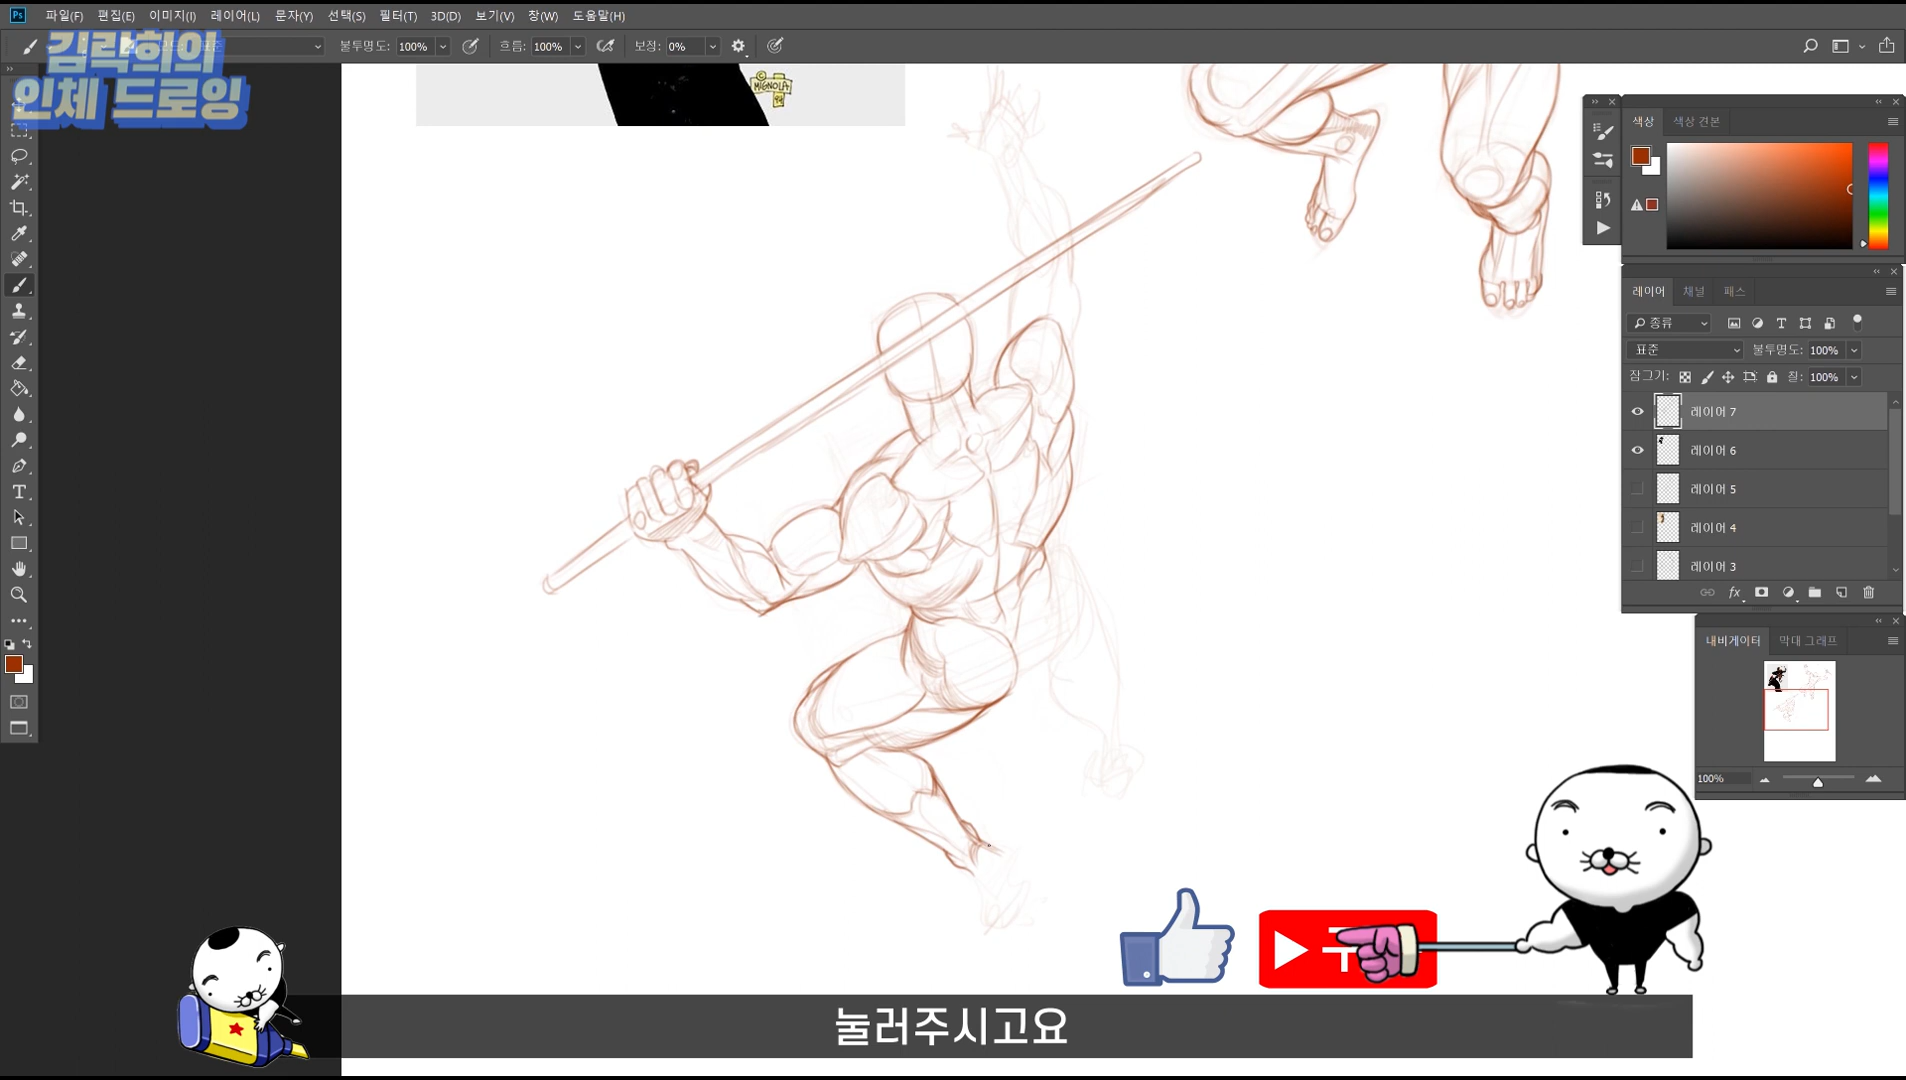 Ps 파일(F) 편집(E) 이미지(I) 레이어(L) 문자(Y) 선택(S) 필터(T) 3D(D) 보기(V) 창(W) 도움말(H)
불투명도: 100% 흐름: 100% 보정: 0%
김락희의
인체 드로잉
© MIGNOLA
98
색상 색상 견본
레이어 채널 패스
종류
표준 불투명도: 100%
잠그기: 칠: 100%
레이어 7
레이어 6
레이어 5
레이어 4
레이어 3
fx
내비게이터 막대 그래프
100%
눌러주시고요